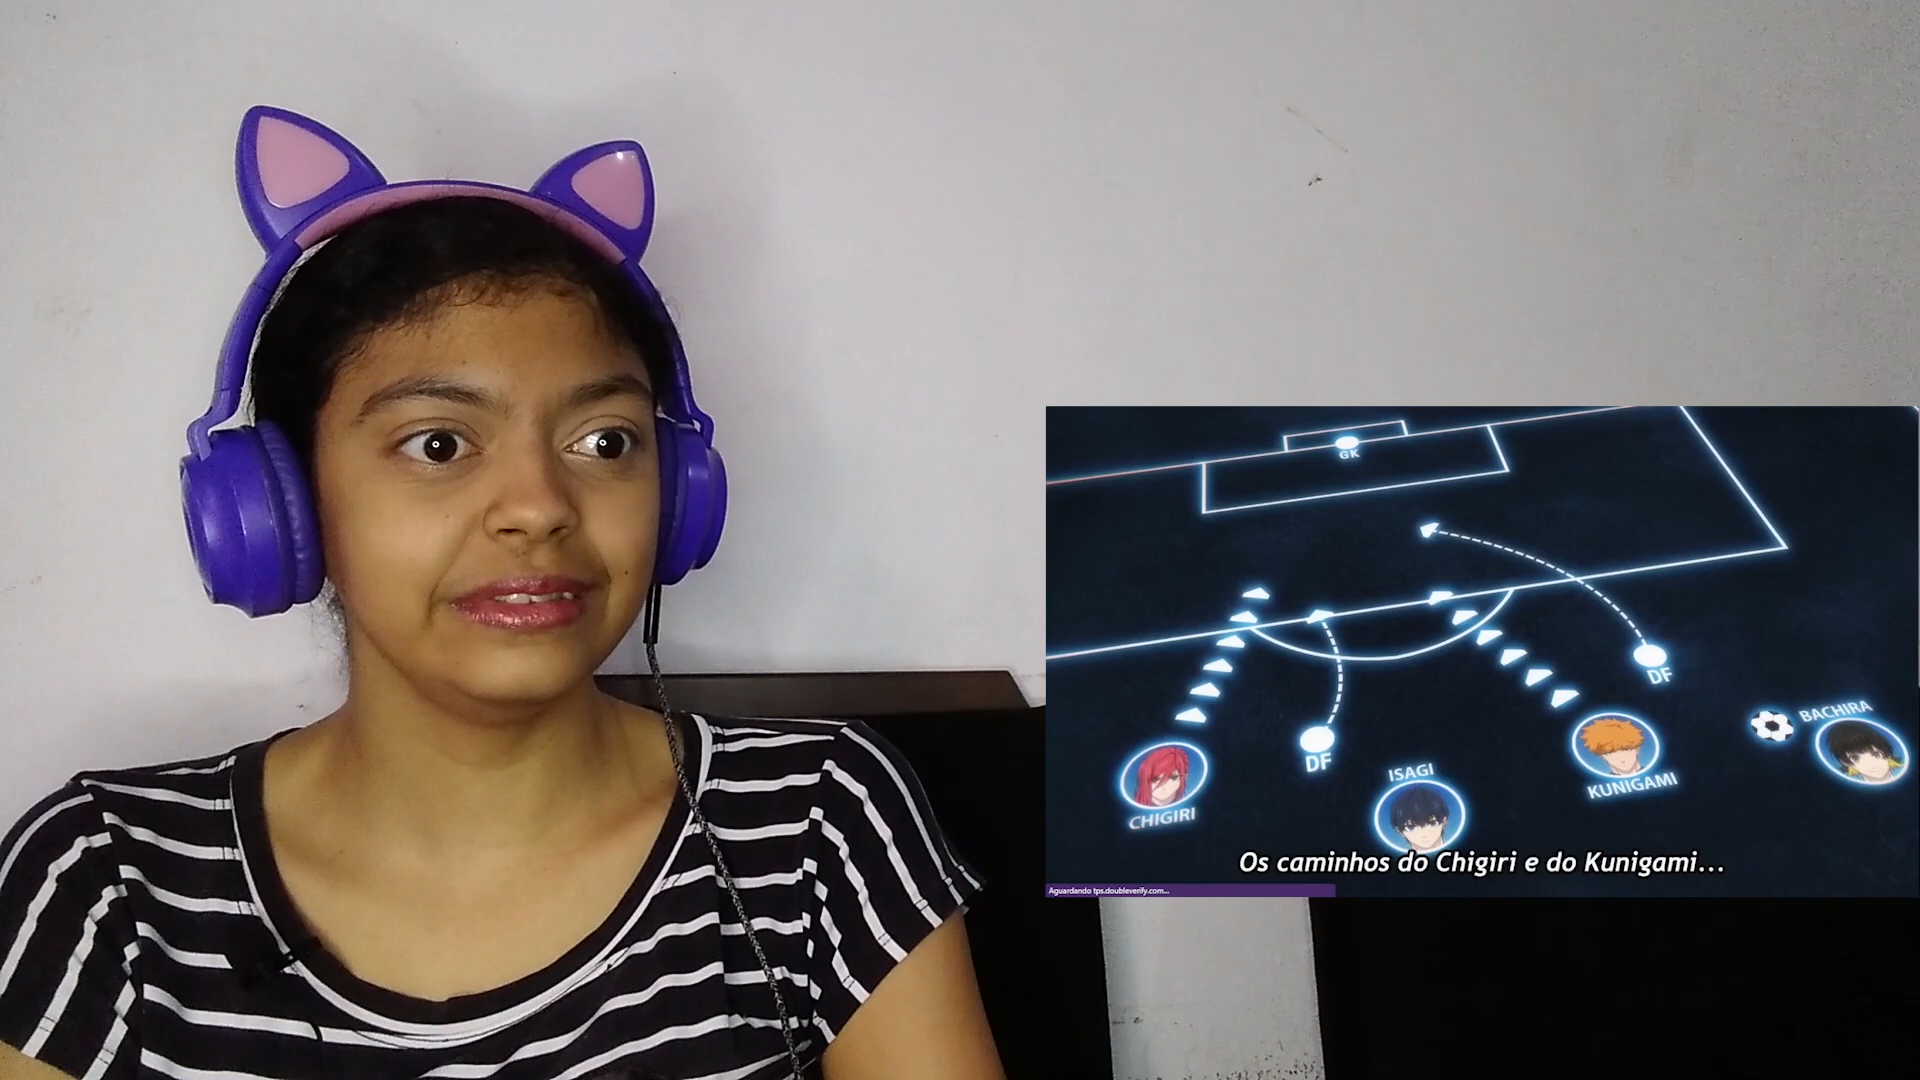 GK
DF
DF
BACHIRA
ISAGI
KUNIGAMI
CHIGIRI
Os caminhos do Chigiri e do Kunigami...
Aguardando tps.doubleverify.com...